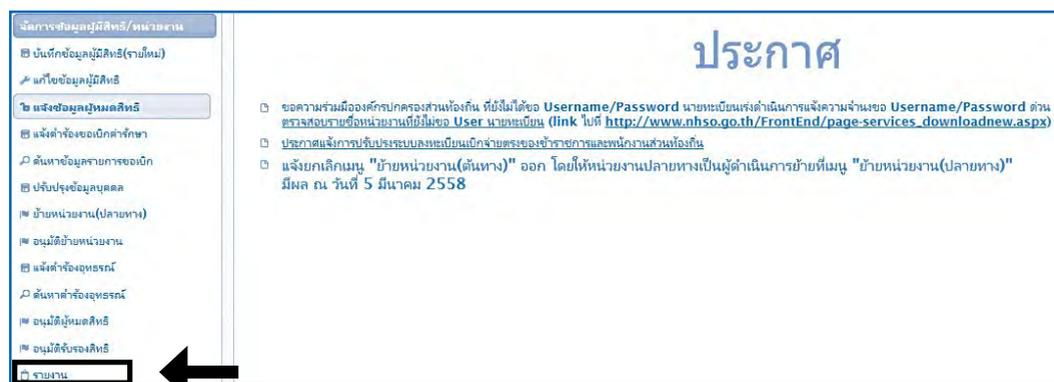 จัดการข้อมูลผู้มีสิทธิ/หน่วยงาน
บันทึกข้อมูลผู้มีสิทธิ(รายใหม่)
แก้ไขข้อมูลผู้มีสิทธิ
แจ้งข้อมูลผู้หมดสิทธิ
แจ้งคำร้องขอเบิกค่ารักษา
ค้นหาข้อมูลรายการขอเบิก
ปรับปรุงข้อมูลบุคคล
ย้ายหน่วยงาน(ปลายทาง)
อนุมัติย้ายหน่วยงาน
แจ้งคำร้องอุทธรณ์
ค้นหาคำร้องอุทธรณ์
อนุมัติผู้หมดสิทธิ
อนุมัติรับรองสิทธิ
รายงาน
ประกาศ
ขอความร่วมมือองค์กรปกครองส่วนท้องถิ่น ที่ยังไม่ได้ขอ Username/Password นายทะเบียนเร่งดำเนินการแจ้งความจำนงขอ Username/Password ด่วน
ตรวจสอบรายชื่อหน่วยงานที่ยังไม่ขอ User นายทะเบียน (link ไปที่ http://www.nhso.go.th/FrontEnd/page-services_downloadnew.aspx)
ประกาศแจ้งการปรับปรุงระบบลงทะเบียนเบิกจ่ายตรงของข้าราชการและพนักงานส่วนท้องถิ่น
แจ้งยกเลิกเมนู "ย้ายหน่วยงาน(ต้นทาง)" ออก โดยให้หน่วยงานปลายทางเป็นผู้ดำเนินการย้ายที่เมนู "ย้ายหน่วยงาน(ปลายทาง)"
มีผล ณ วันที่ 5 มีนาคม 2558